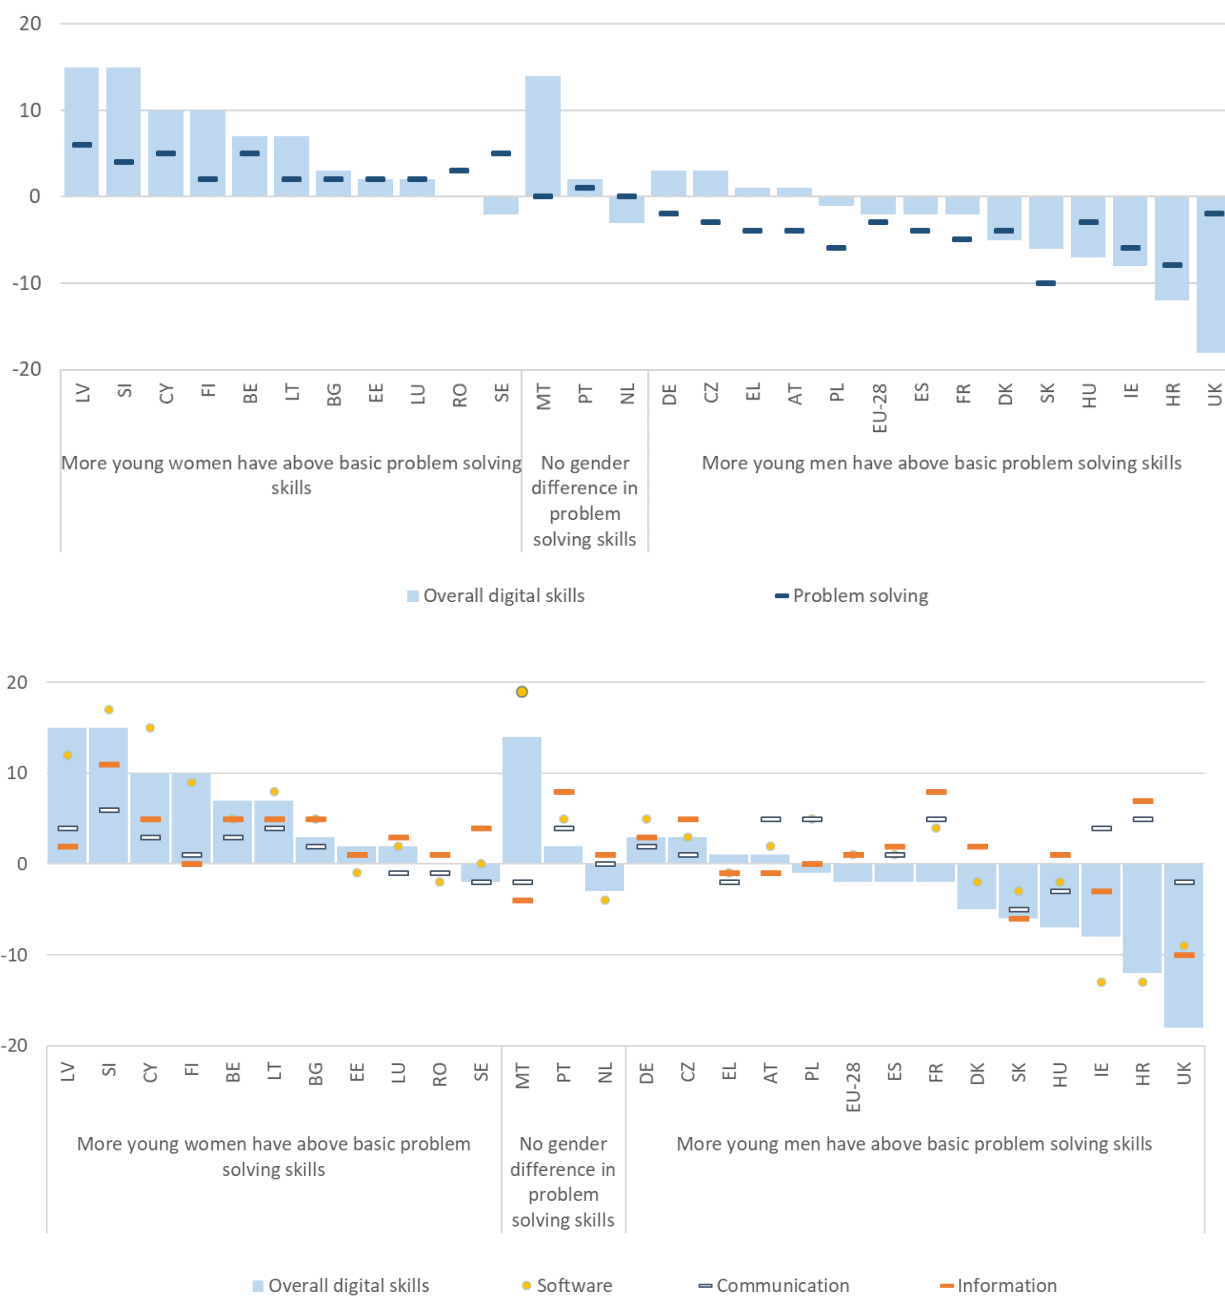 20
10
0
-10
-20
LV SI CY FI BE LT BG EE LU RO SE MT PT NL DE CZ EL AT PL EU-28 ES FR DK SK HU IE HR UK
More young women have above basic problem solving
skills
No gender
difference in
problem
solving skills
More young men have above basic problem solving skills
Overall digital skills
Problem solving
20
10
0
-10
-20
LV SI CY FI BE LT BG EE LU RO SE MT PT NL DE CZ EL AT PL EU-28 ES FR DK SK HU IE HR UK
More young women have above basic problem
solving skills
No gender
difference in
problem
solving skills
More young men have above basic problem solving skills
Overall digital skills
Software
Communication
Information